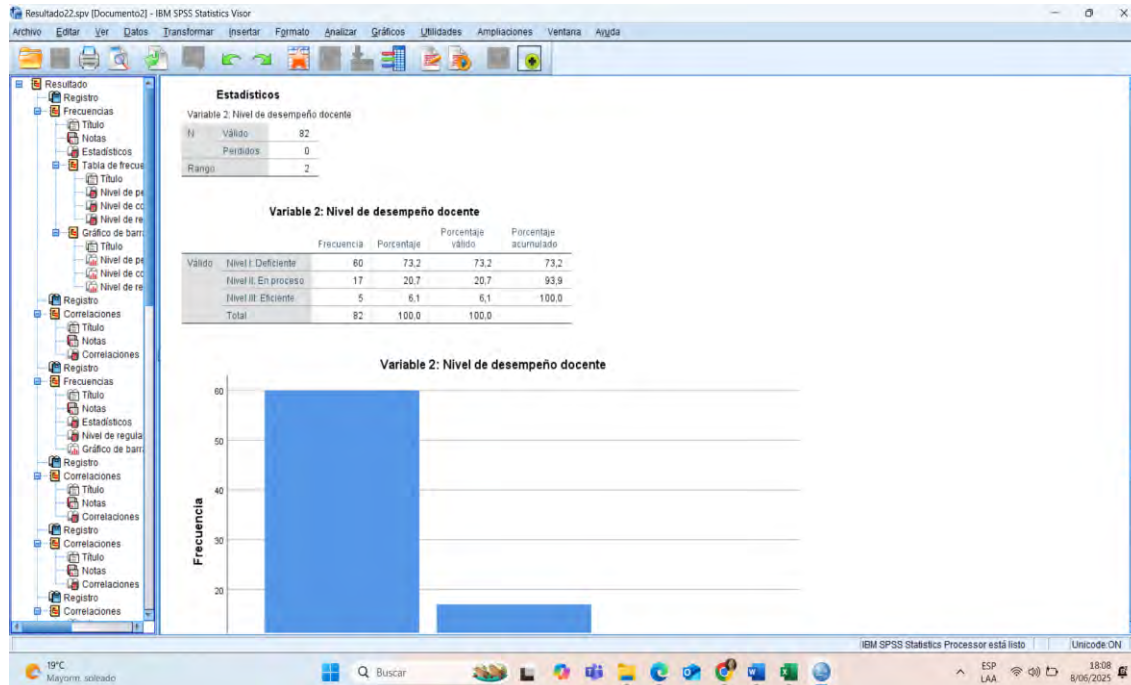 Resultado22.spv [Documento2] - IBM SPSS Statistics Visor
Archivo Editar Ver Datos Transformar Insertar Formato Analizar Gráficos Utilidades Ampliaciones Ventana Ayuda
Resultado
Registro
Frecuencias
Título
Notas
Estadísticos
Tabla de frecue
Título
Nivel de pe
Nivel de co
Nivel de re
Gráfico de barra
Título
Nivel de pe
Nivel de co
Nivel de re
Registro
Correlaciones
Título
Notas
Correlaciones
Registro
Frecuencias
Título
Notas
Estadísticos
Nivel de regula
Gráfico de barra
Registro
Correlaciones
Título
Notas
Correlaciones
Registro
Correlaciones
Título
Notas
Correlaciones
Registro
Correlaciones
Estadísticos
Variable 2: Nivel de desempeño docente
N Válido 82
Perdidos 0
Rango 2
Variable 2: Nivel de desempeño docente
Frecuencia Porcentaje Porcentaje válido Porcentaje acumulado
Válido Nivel I: Deficiente 60 73,2 73,2 73,2
Nivel II: En proceso 17 20,7 20,7 93,9
Nivel III: Eficiente 5 6,1 6,1 100,0
Total 82 100,0 100,0
Variable 2: Nivel de desempeño docente
Frecuencia
60
50
40
30
20
IBM SPSS Statistics Processor está listo Unicode:ON
19°C
Mayorm. soleado
Buscar
ESP
LAA
18:08
8/06/2025